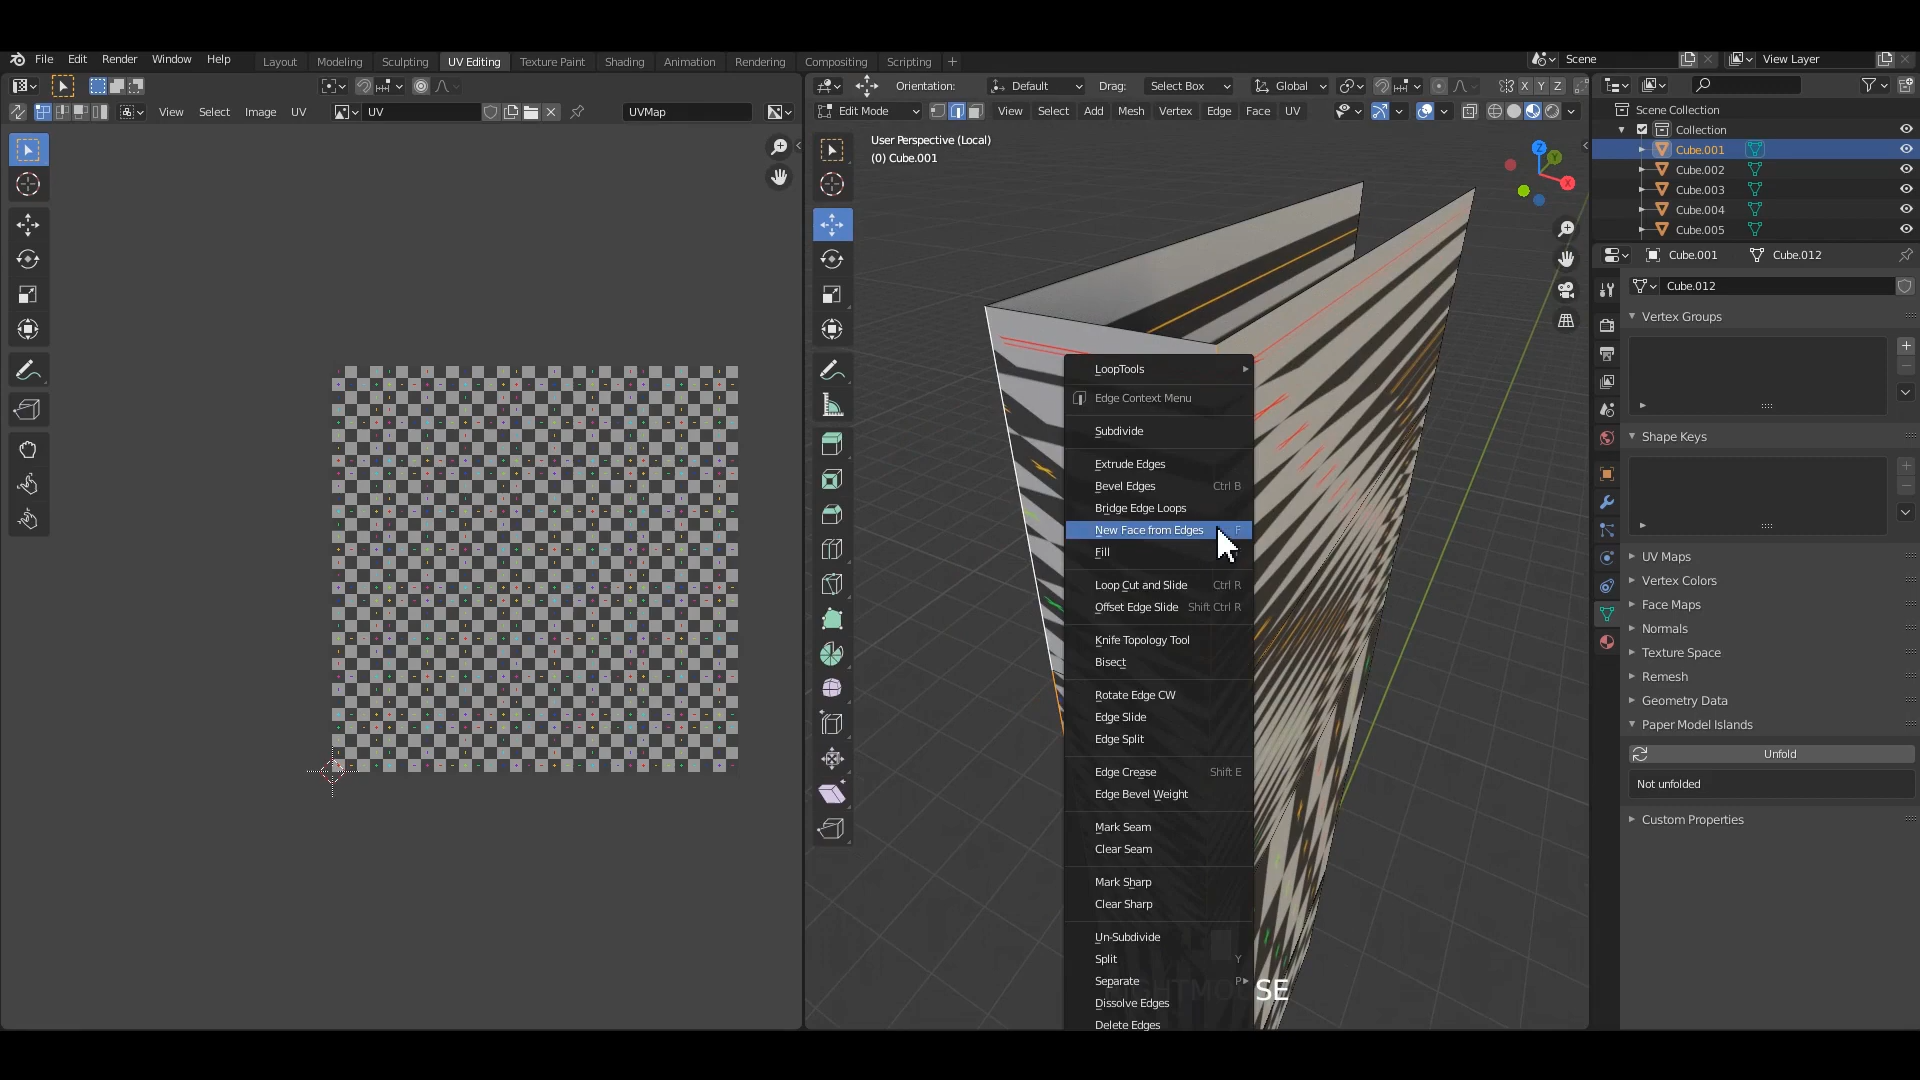 File Edit Render Window Help Layout Modeling Sculpting UV Editing Texture Paint Shading Animation Rendering Compositing Scripting + Scene View Layer
Orientation: Default Drag: Select Box Global X Y Z
View Select Image UV UV UVMap Edit Mode View Select Add Mesh Vertex Edge Face UV
User Perspective (Local)
(0) Cube.001
Z
Y
X
LoopTools
Edge Context Menu
Subdivide
Extrude Edges
Bevel Edges Ctrl B
Bridge Edge Loops
New Face from Edges F
Fill
Loop Cut and Slide Ctrl R
Offset Edge Slide Shift Ctrl R
Knife Topology Tool
Bisect
Rotate Edge CW
Edge Slide
Edge Split
Edge Crease Shift E
Edge Bevel Weight
Mark Seam
Clear Seam
Mark Sharp
Clear Sharp
Un-Subdivide
Split Y
Separate P
Dissolve Edges
Delete Edges
Scene Collection
Collection
Cube.001
Cube.002
Cube.003
Cube.004
Cube.005
Cube.001 Cube.012
Cube.012
Vertex Groups
Shape Keys
UV Maps
Vertex Colors
Face Maps
Normals
Texture Space
Remesh
Geometry Data
Paper Model Islands
Unfold
Not unfolded
Custom Properties